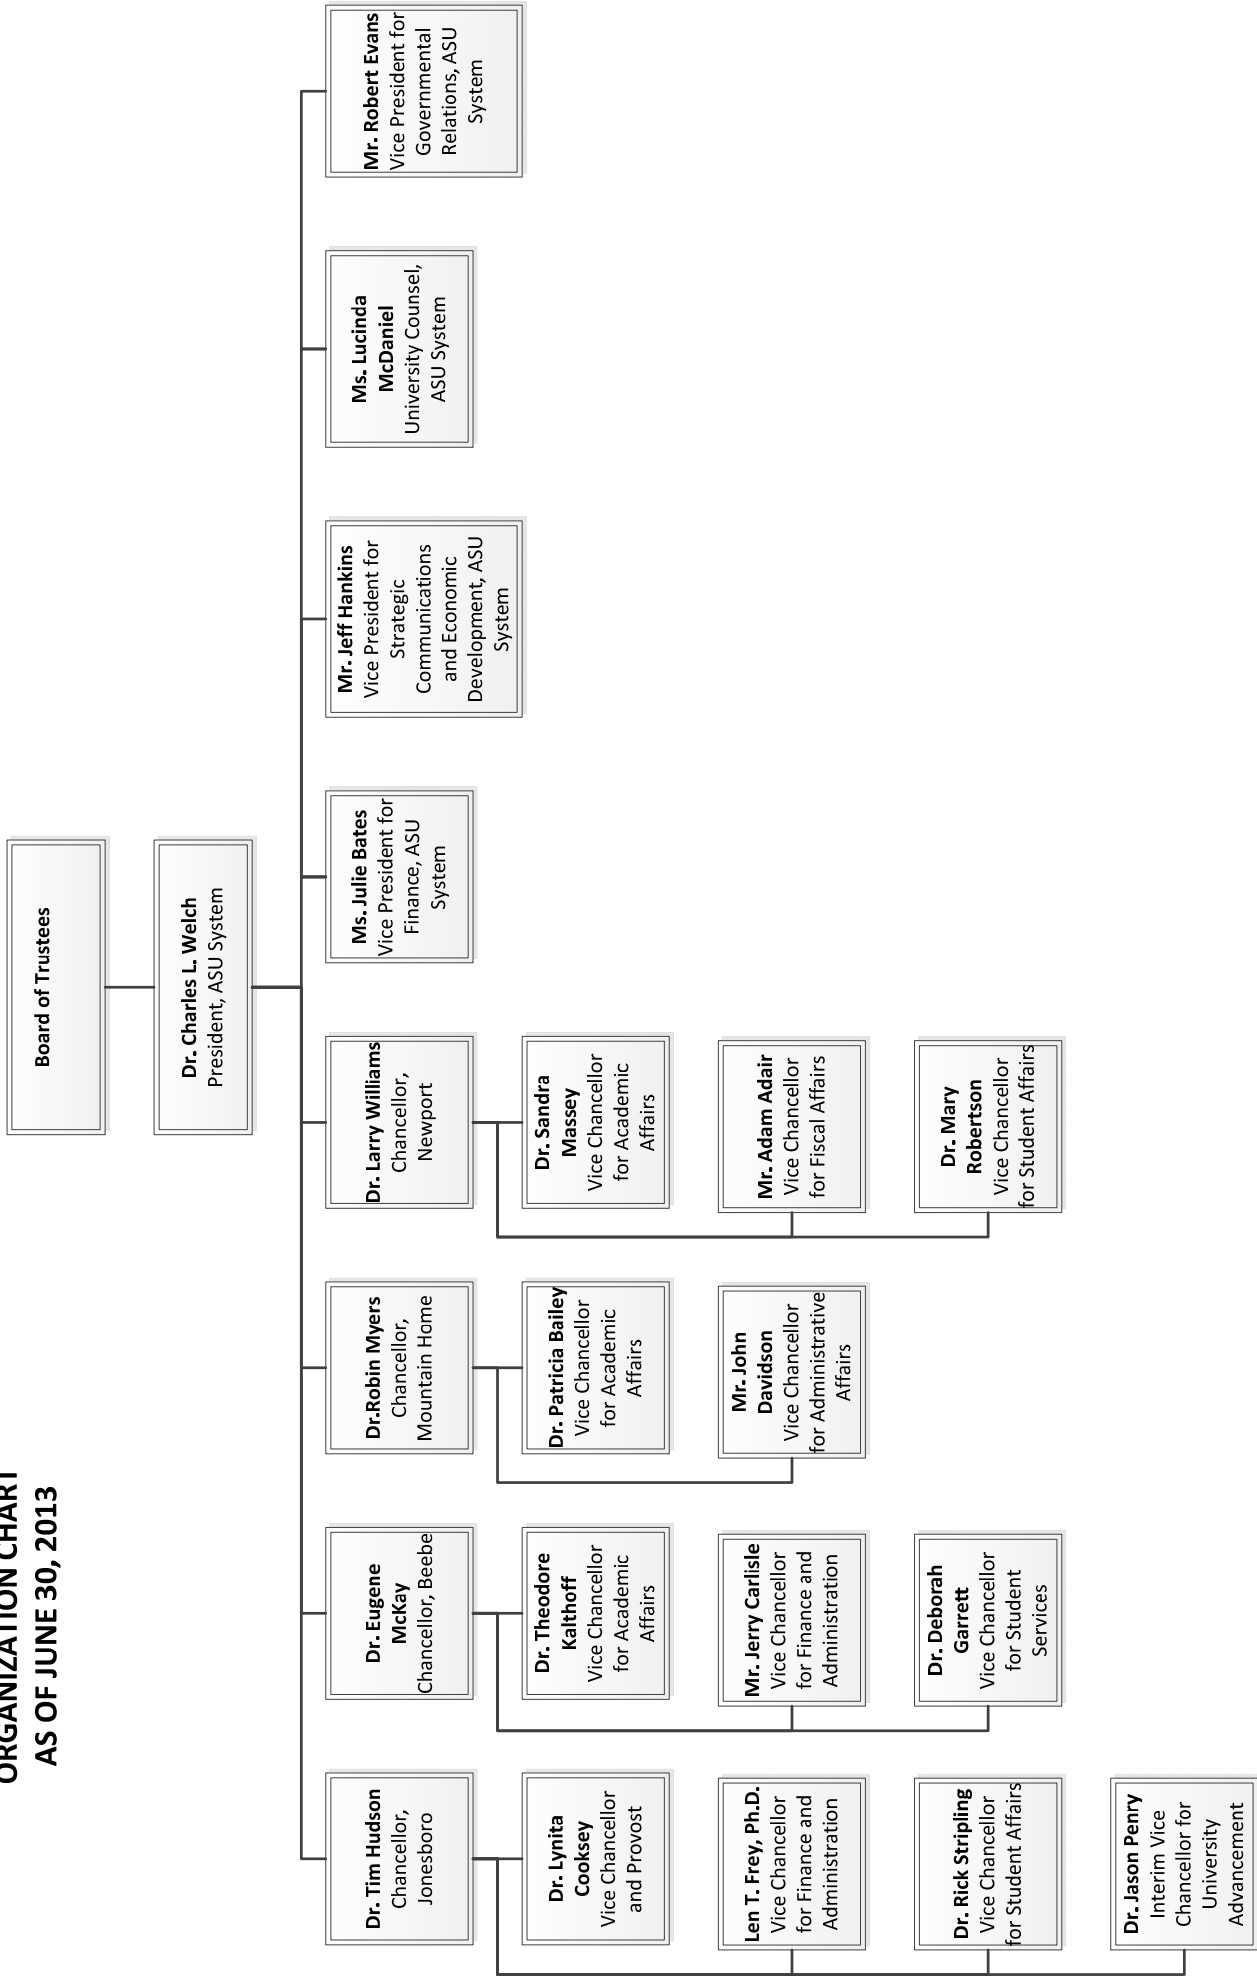 ORGANIZATION CHART
AS OF JUNE 30, 2013
Board of Trustees
Dr. Charles L. Welch
President, ASU System
Dr. Tim Hudson
Chancellor,
Jonesboro
Dr. Eugene
McKay
Chancellor, Beebe
Dr.Robin Myers
Chancellor,
Mountain Home
Dr. Larry Williams
Chancellor,
Newport
Ms. Julie Bates
Vice President for
Finance, ASU
System
Mr. Jeff Hankins
Vice President for
Strategic
Communications
and Economic
Development, ASU
System
Ms. Lucinda
McDaniel
University Counsel,
ASU System
Mr. Robert Evans
Vice President for
Governmental
Relations, ASU
System
Dr. Lynita
Cooksey
Vice Chancellor
and Provost
Dr. Theodore
Kalthoff
Vice Chancellor
for Academic
Affairs
Dr. Patricia Bailey
Vice Chancellor
for Academic
Affairs
Dr. Sandra
Massey
Vice Chancellor
for Academic
Affairs
Len T. Frey, Ph.D.
Vice Chancellor
for Finance and
Administration
Mr. Jerry Carlisle
Vice Chancellor
for Finance and
Administration
Mr. John
Davidson
Vice Chancellor
for Administrative
Affairs
Mr. Adam Adair
Vice Chancellor
for Fiscal Affairs
Dr. Rick Stripling
Vice Chancellor
for Student Affairs
Dr. Deborah
Garrett
Vice Chancellor
for Student
Services
Dr. Mary
Robertson
Vice Chancellor
for Student Affairs
Dr. Jason Penry
Interim Vice
Chancellor for
University
Advancement